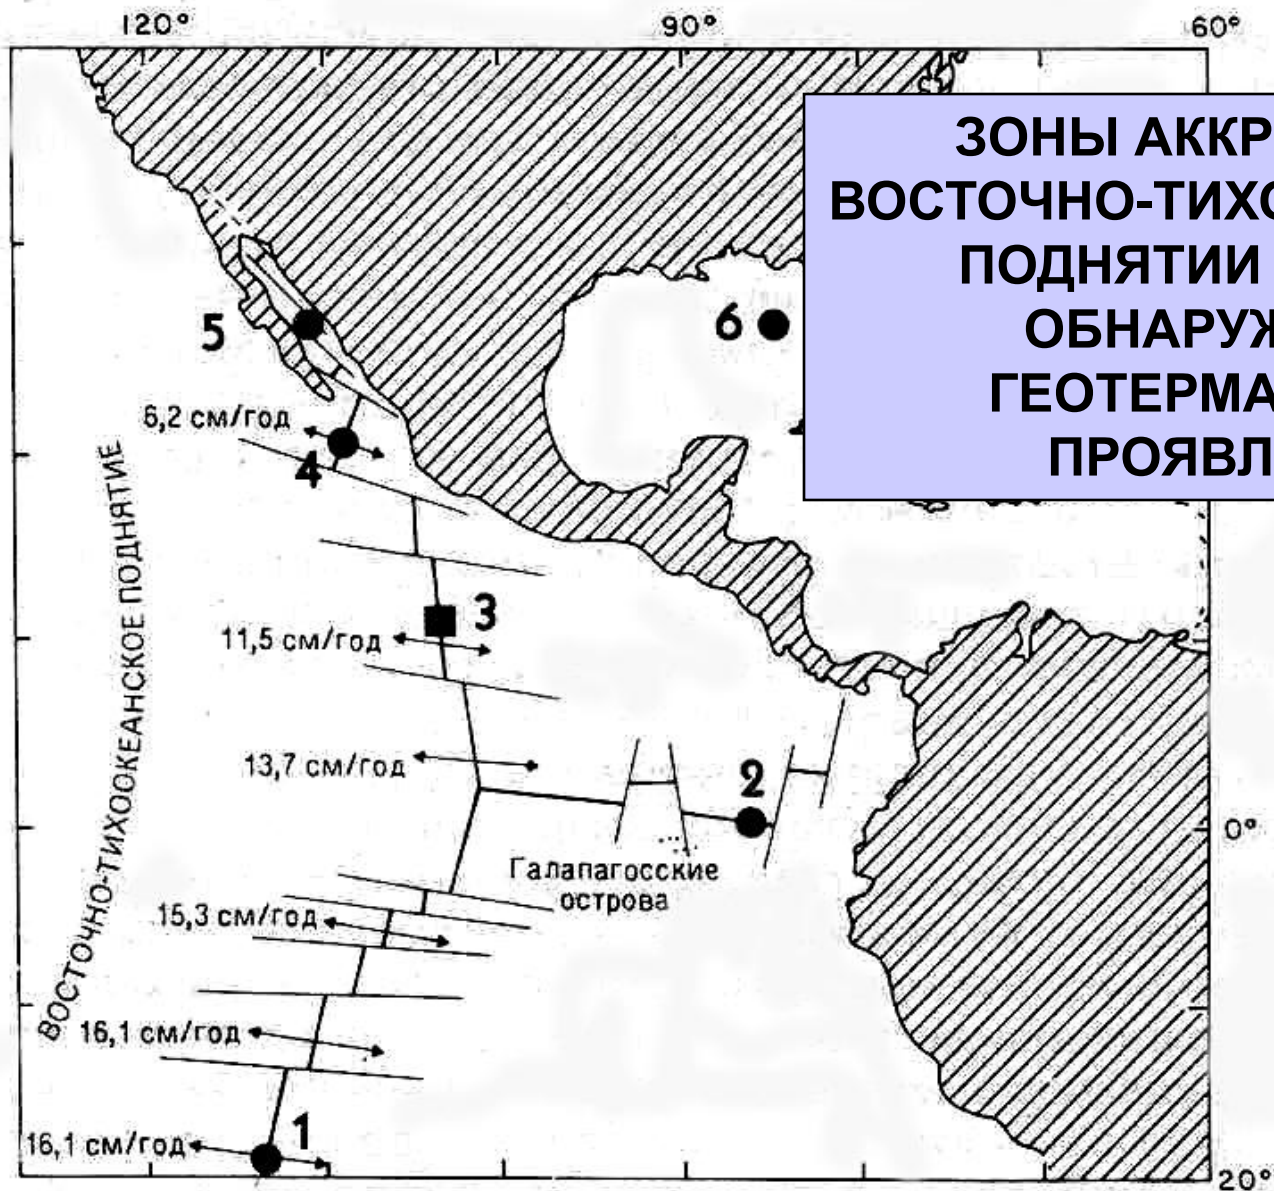 120°
90°
60°
ЗОНЫ АККР
ВОСТОЧНО-ТИХО
ПОДНЯТИИ
ОБНАРУЖ
ГЕОТЕРМА
ПРОЯВЛ
5
6
6,2 см/год
4
ВОСТОЧНО-ТИХООКЕАНСКОЕ ПОДНЯТИЕ
3
11,5 см/год
13,7 см/год
2
0°
Галапагосские
острова
15,3 см/год
16,1 см/год
16,1 см/год
1
20°